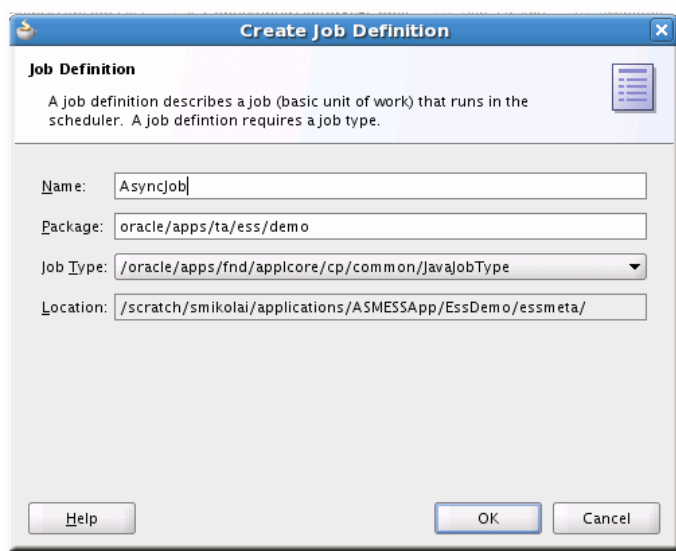 Create Job Definition
Job Definition
A job definition describes a job (basic unit of work) that runs in the
scheduler. A job defintion requires a job type.
Name: AsyncJob
Package: oracle/apps/ta/ess/demo
Job Type: /oracle/apps/fnd/applcore/cp/common/JavaJobType
Location: /scratch/smikolai/applications/ASMESSApp/EssDemo/essmeta/
Help OK Cancel